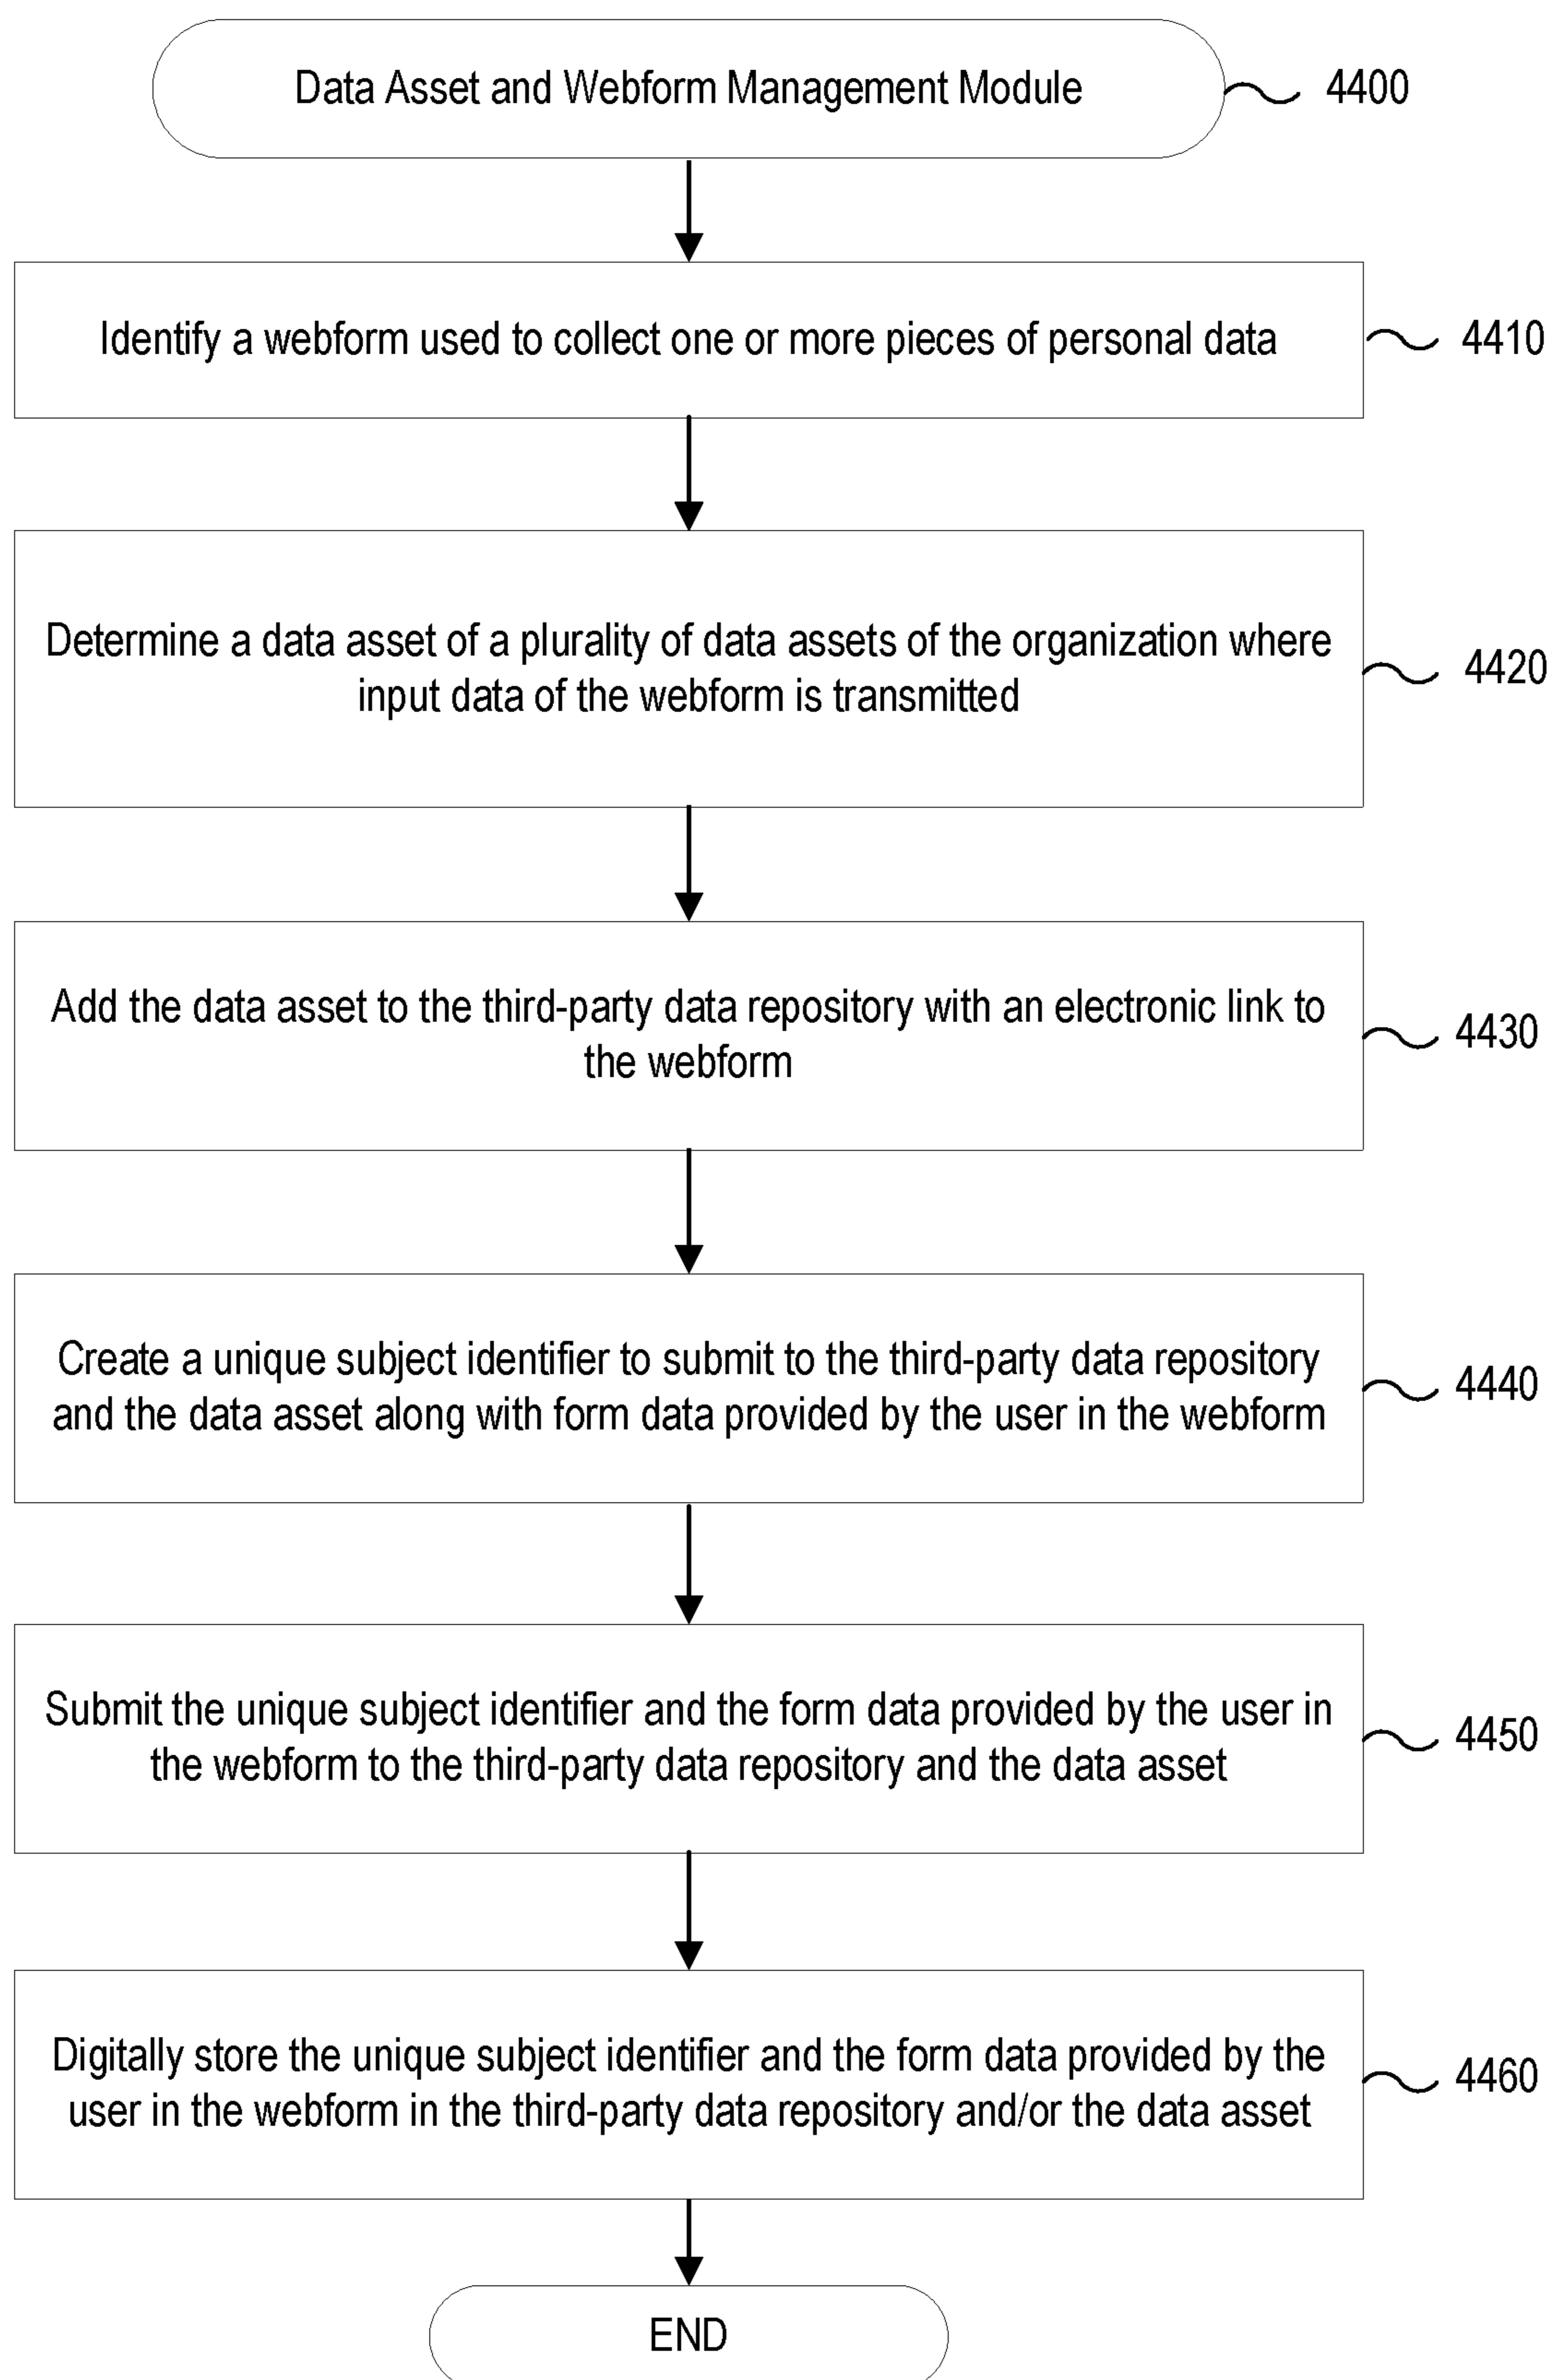 Data Asset and Webform Management Module
4400
Identify a webform used to collect one or more pieces of personal data
4410
Determine a data asset of a plurality of data assets of the organization where
input data of the webform is transmitted
4420
Add the data asset to the third-party data repository with an electronic link to
the webform
4430
Create a unique subject identifier to submit to the third-party data repository
and the data asset along with form data provided by the user in the webform
4440
Submit the unique subject identifier and the form data provided by the user in
the webform to the third-party data repository and the data asset
4450
Digitally store the unique subject identifier and the form data provided by the
user in the webform in the third-party data repository and/or the data asset
4460
END